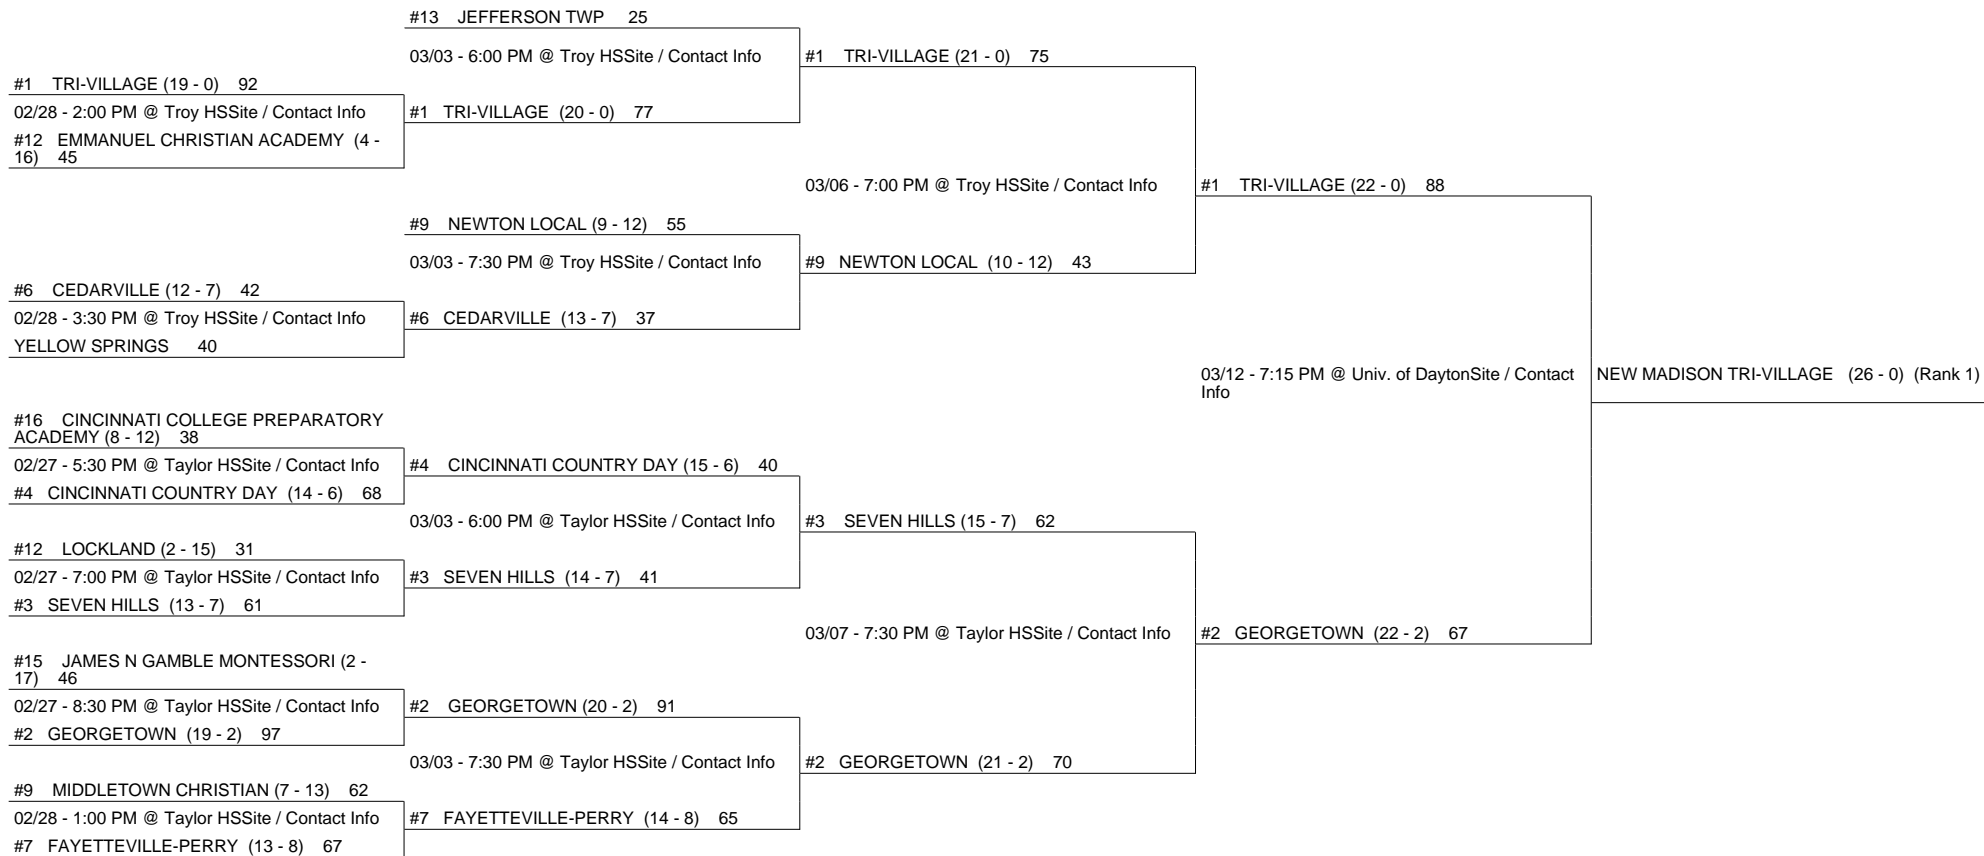 #13 JEFFERSON TWP 25
03/03 - 6:00 PM @ Troy HSSite / Contact Info
#1 TRI-VILLAGE (21 - 0) 75
#1 TRI-VILLAGE (19 - 0) 92
02/28 - 2:00 PM @ Troy HSSite / Contact Info
#1 TRI-VILLAGE (20 - 0) 77
#12 EMMANUEL CHRISTIAN ACADEMY (4 -
16) 45
03/06 - 7:00 PM @ Troy HSSite / Contact Info
#1 TRI-VILLAGE (22 - 0) 88
#9 NEWTON LOCAL (9 - 12) 55
03/03 - 7:30 PM @ Troy HSSite / Contact Info
#9 NEWTON LOCAL (10 - 12) 43
#6 CEDARVILLE (12 - 7) 42
02/28 - 3:30 PM @ Troy HSSite / Contact Info
#6 CEDARVILLE (13 - 7) 37
YELLOW SPRINGS 40
03/12 - 7:15 PM @ Univ. of DaytonSite / Contact
Info
NEW MADISON TRI-VILLAGE (26 - 0) (Rank 1)
#16 CINCINNATI COLLEGE PREPARATORY
ACADEMY (8 - 12) 38
02/27 - 5:30 PM @ Taylor HSSite / Contact Info
#4 CINCINNATI COUNTRY DAY (15 - 6) 40
#4 CINCINNATI COUNTRY DAY (14 - 6) 68
03/03 - 6:00 PM @ Taylor HSSite / Contact Info
#3 SEVEN HILLS (15 - 7) 62
#12 LOCKLAND (2 - 15) 31
02/27 - 7:00 PM @ Taylor HSSite / Contact Info
#3 SEVEN HILLS (14 - 7) 41
#3 SEVEN HILLS (13 - 7) 61
03/07 - 7:30 PM @ Taylor HSSite / Contact Info
#2 GEORGETOWN (22 - 2) 67
#15 JAMES N GAMBLE MONTESSORI (2 -
17) 46
02/27 - 8:30 PM @ Taylor HSSite / Contact Info
#2 GEORGETOWN (20 - 2) 91
#2 GEORGETOWN (19 - 2) 97
03/03 - 7:30 PM @ Taylor HSSite / Contact Info
#2 GEORGETOWN (21 - 2) 70
#9 MIDDLETOWN CHRISTIAN (7 - 13) 62
02/28 - 1:00 PM @ Taylor HSSite / Contact Info
#7 FAYETTEVILLE-PERRY (14 - 8) 65
#7 FAYETTEVILLE-PERRY (13 - 8) 67